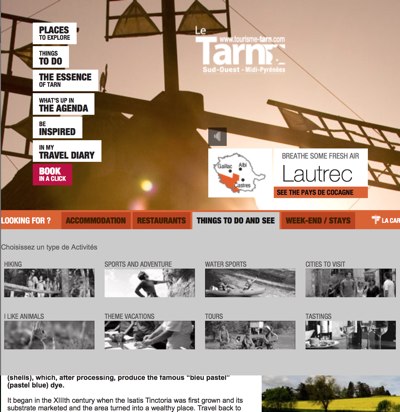 PLACES
TO EXPLORE
THINGS
TO DO
THE ESSENCE
OF TARN
WHAT'S UP IN
THE AGENDA
BE
INSPIRED
IN MY
TRAVEL DIARY
BOOK
IN A CLICK
Le
www.tourisme-tarn.com
Tarn
Sud-Ouest - Midi-Pyrénées
Gaillac
Albi
Castres
BREATHE SOME FRESH AIR
Lautrec
SEE THE PAYS DE COCAGNE
LOOKING FOR ? ACCOMMODATION RESTAURANTS THINGS TO DO AND SEE WEEK-END / STAYS LA CAR
Choisissez un type de Activités
HIKING SPORTS AND ADVENTURE WATER SPORTS CITIES TO VISIT
I LIKE ANIMALS THEME VACATIONS TOURS TASTINGS
(shells), which, after processing, produce the famous "bleu pastel"
(pastel blue) dye.
It began in the XIIIth century when the Isatis Tinctoria was first grown and its
substrate marketed and the area turned into a wealthy place. Travel back to